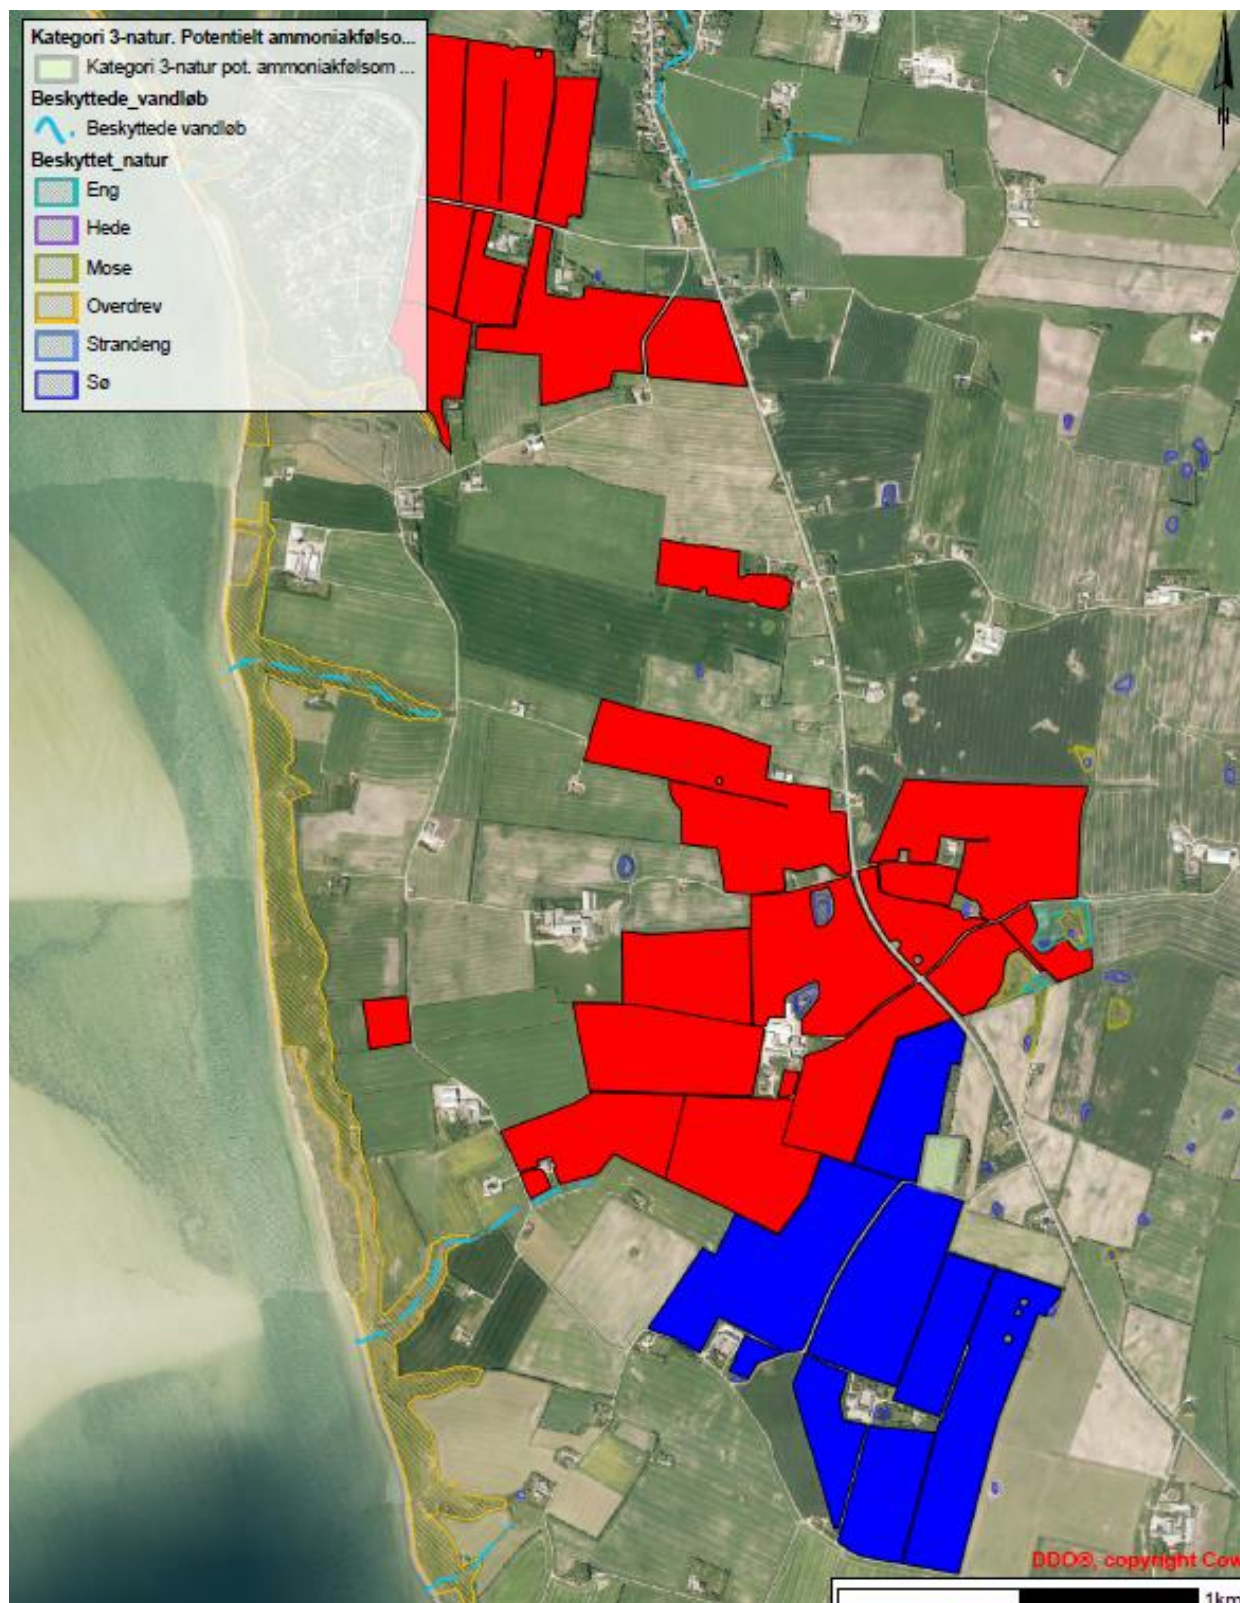 Kategori 3-natur. Potentielt ammoniakfølso...
Kategori 3-natur pot. ammoniakfølsom ...
Beskyttede_vandløb
Beskyttede vandløb
Beskyttet_natur
Eng
Hede
Mose
Overdrev
Strandeng
Sø
N
DDO®, copyright Cow
1km